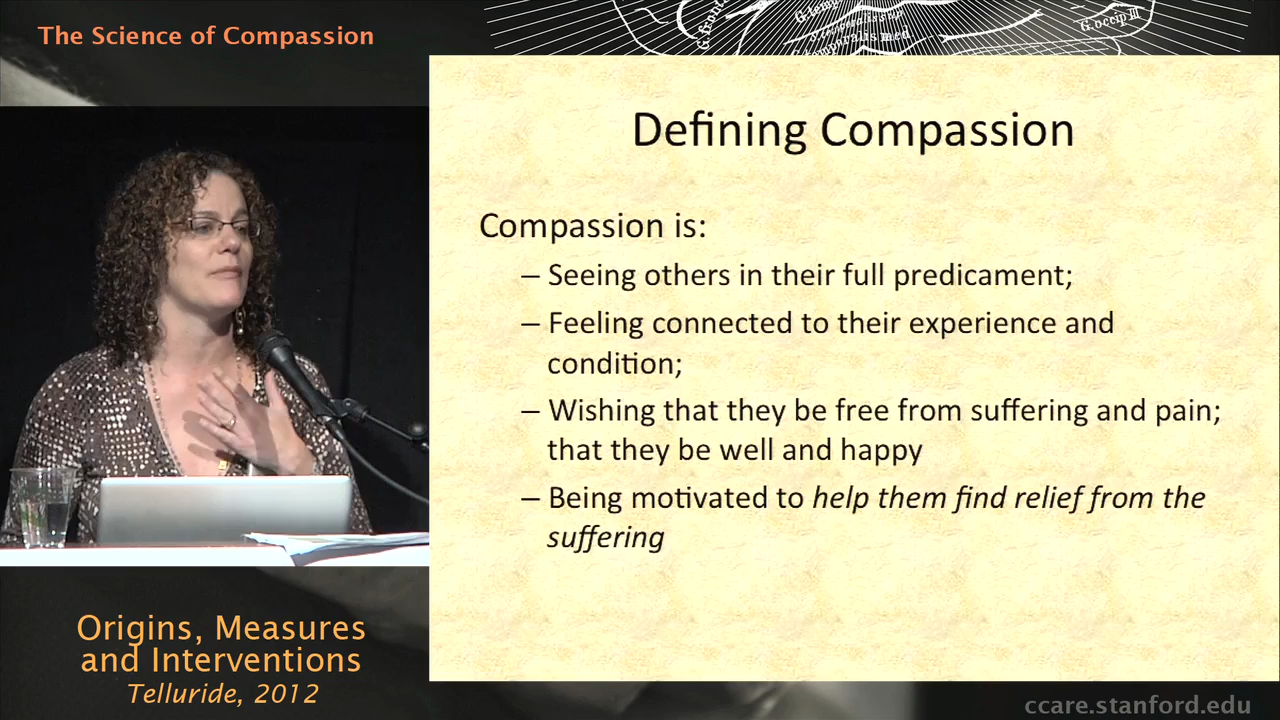 The Science of Compassion
G.occip III
Defining Compassion
Compassion is:
– Seeing others in their full predicament;
– Feeling connected to their experience and
condition;
– Wishing that they be free from suffering and pain;
that they be well and happy
– Being motivated to help them find relief from the
suffering
Origins, Measures
and Interventions
Telluride, 2012
ccare.stanford.edu